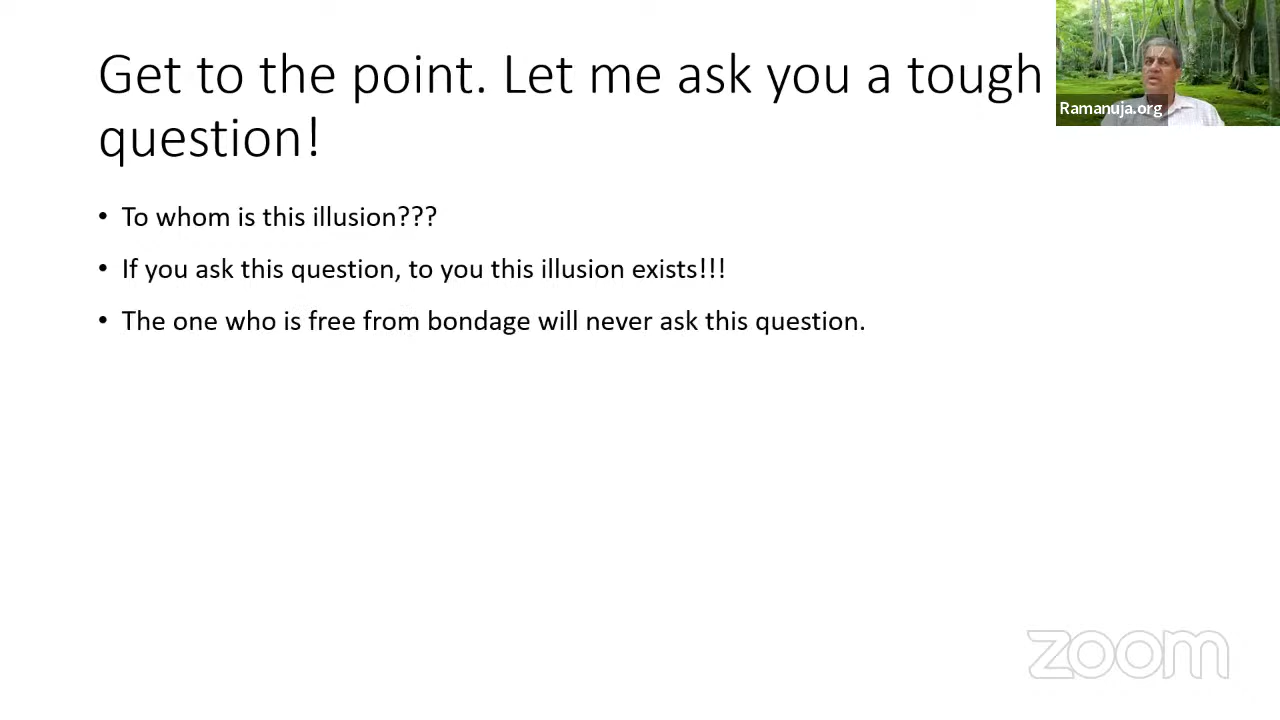 Get to the point. Let me ask you a tough
question!
Ramanuja.org
• To whom is this illusion???
• If you ask this question, to you this illusion exists!!!
• The one who is free from bondage will never ask this question.
zoom